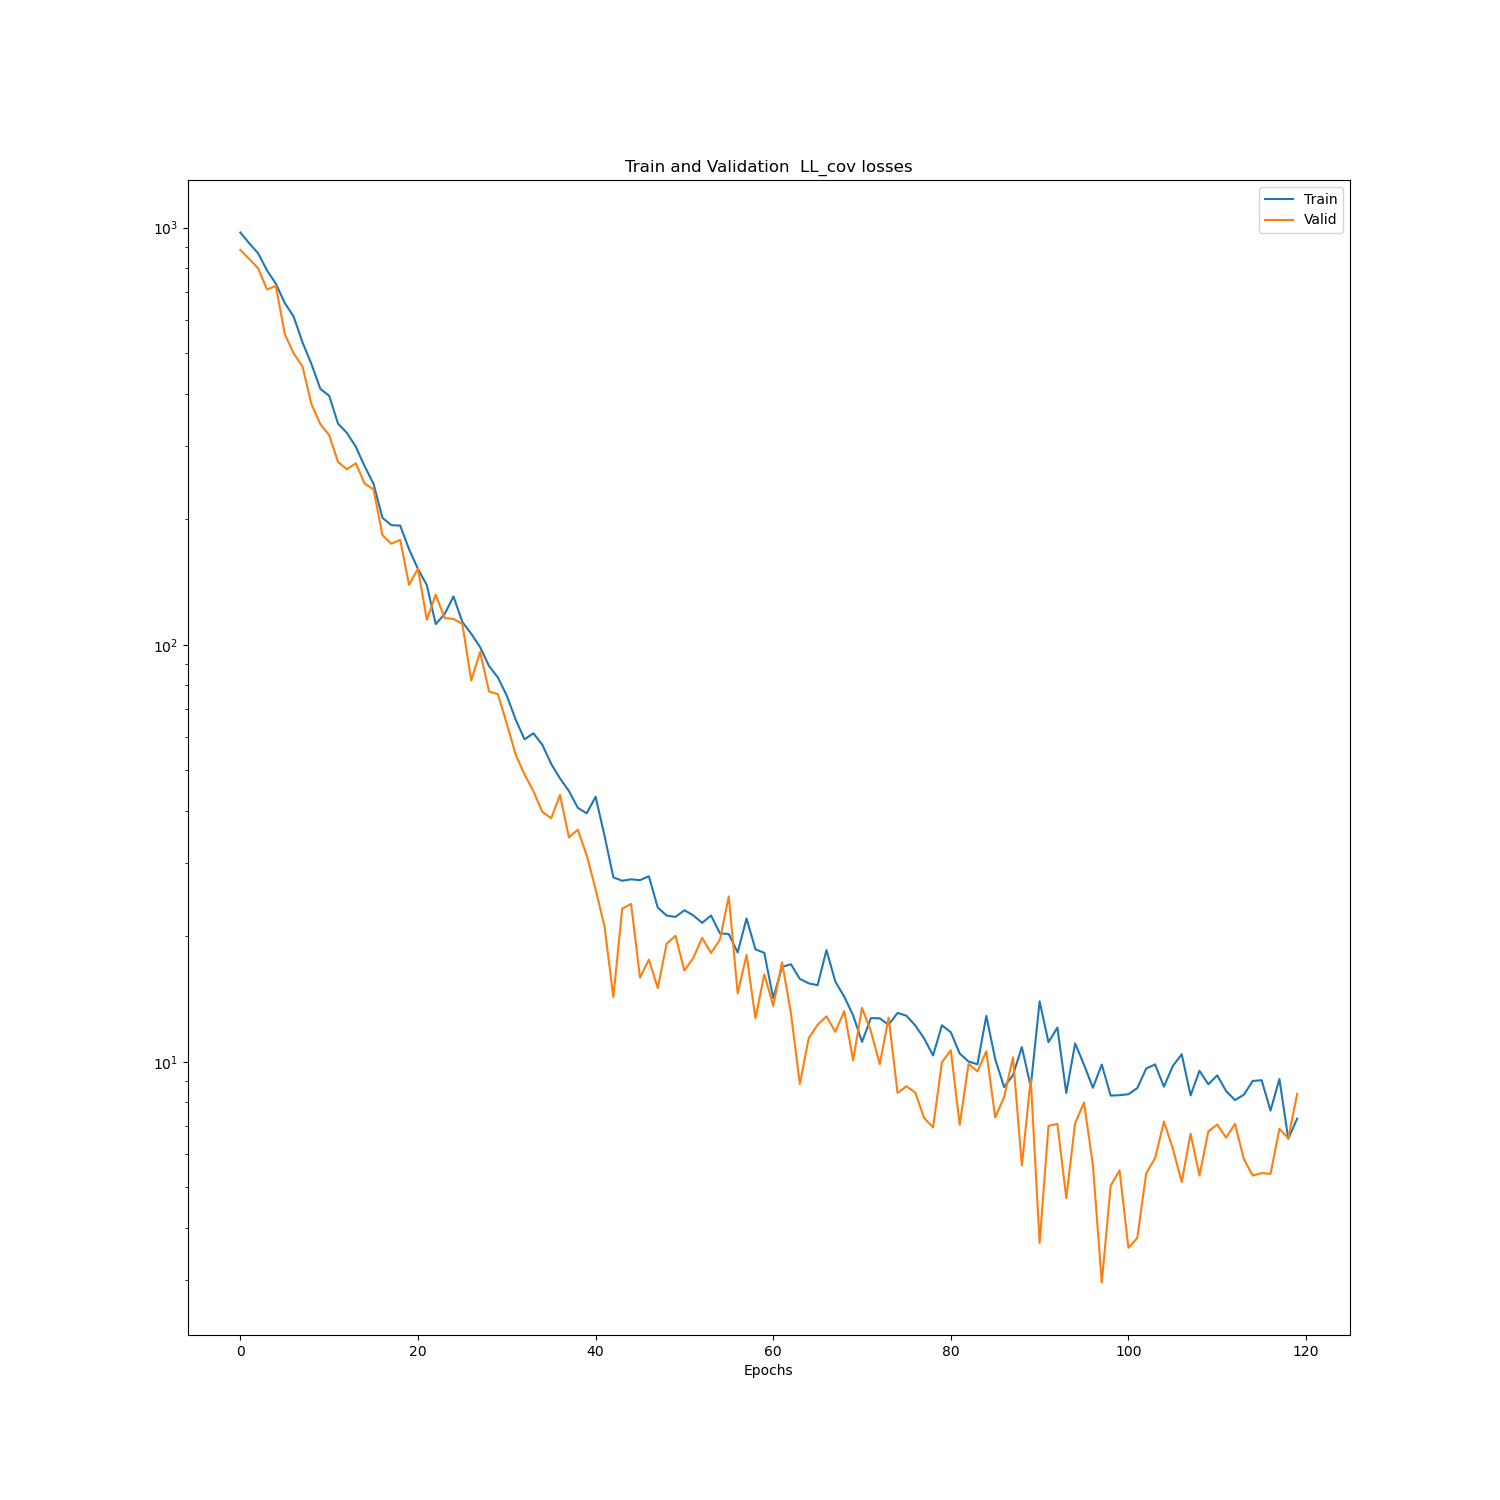 Train and Validation  LL_cov losses
Train
Valid
10³
10²
10¹
0 20 40 60 80 100 120
Epochs